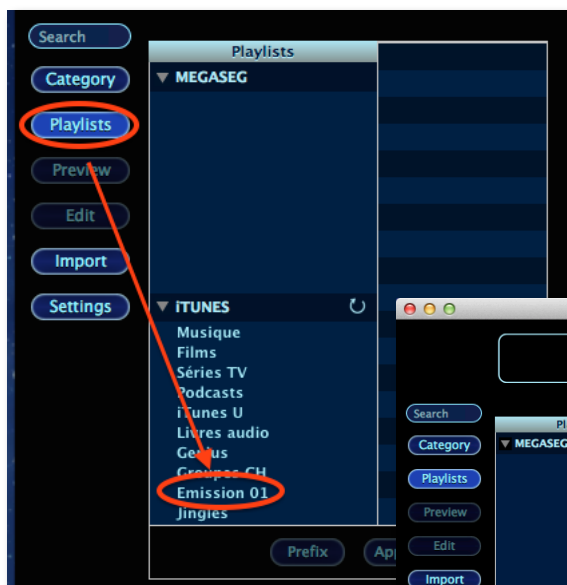 Search
Category
Playlists
Preview
Edit
Import
Settings
Playlists
MEGASEG
iTUNES
Musique
Films
Séries TV
Podcasts
iTunes U
Livres audio
Genius
Groupes CH
Emission 01
Jingles
Prefix
Search
Category
Playlists
Preview
Edit
Import
MEGASEG